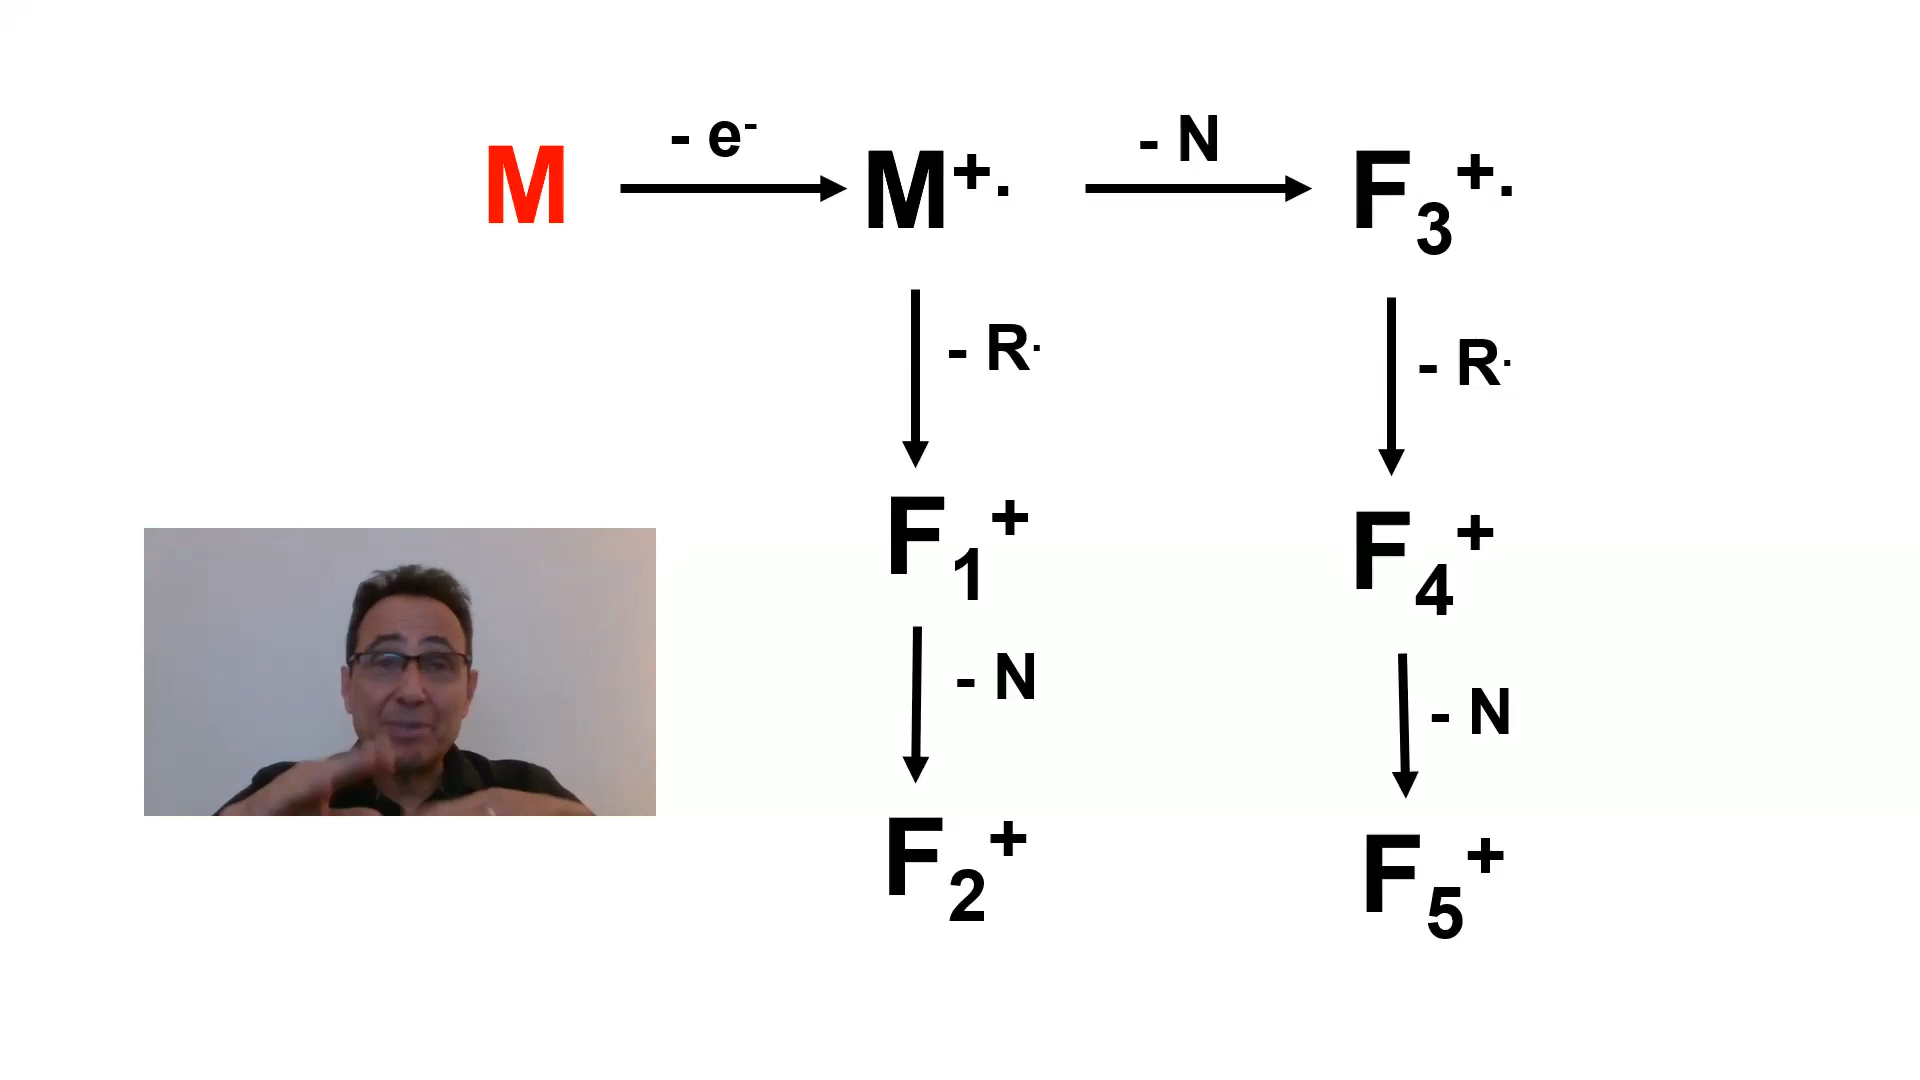 - e⁻ - N
M M⁺· F₃⁺·
- R· - R·
F₁⁺ F₄⁺
- N - N
F₂⁺ F₅⁺